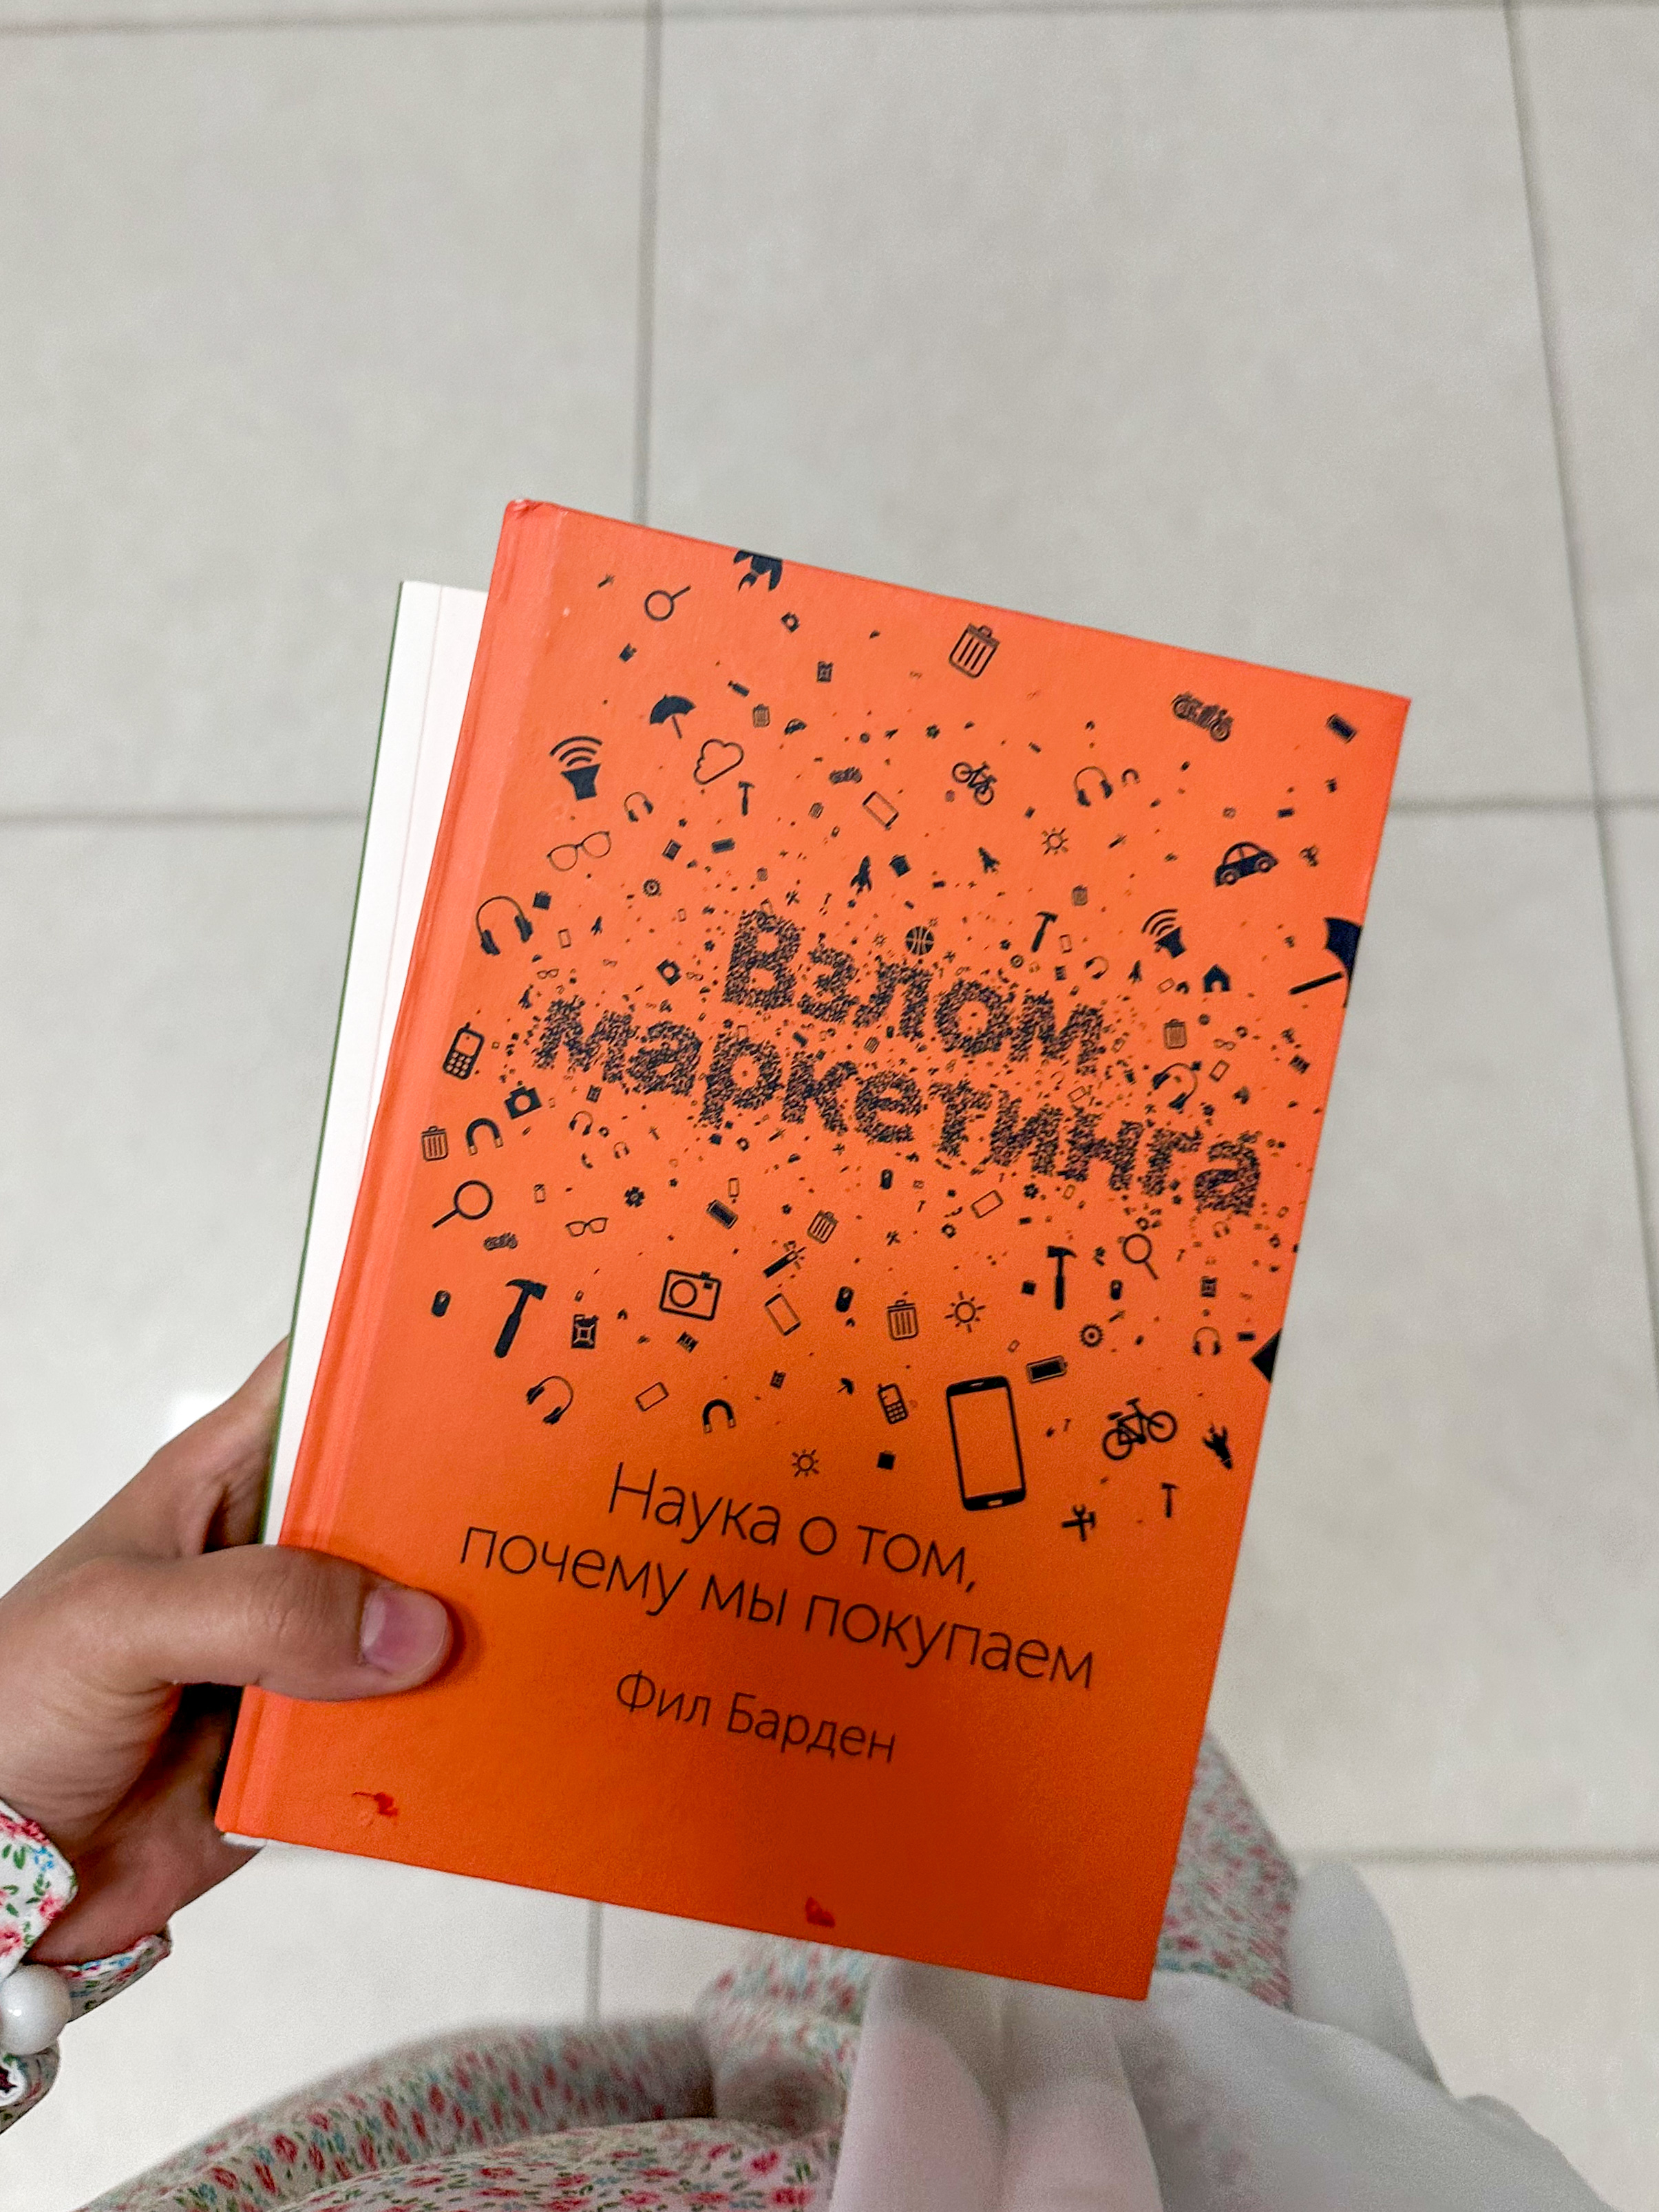 Взлом
маркетинга
Наука о том,
почему мы покупаем
Фил Барден